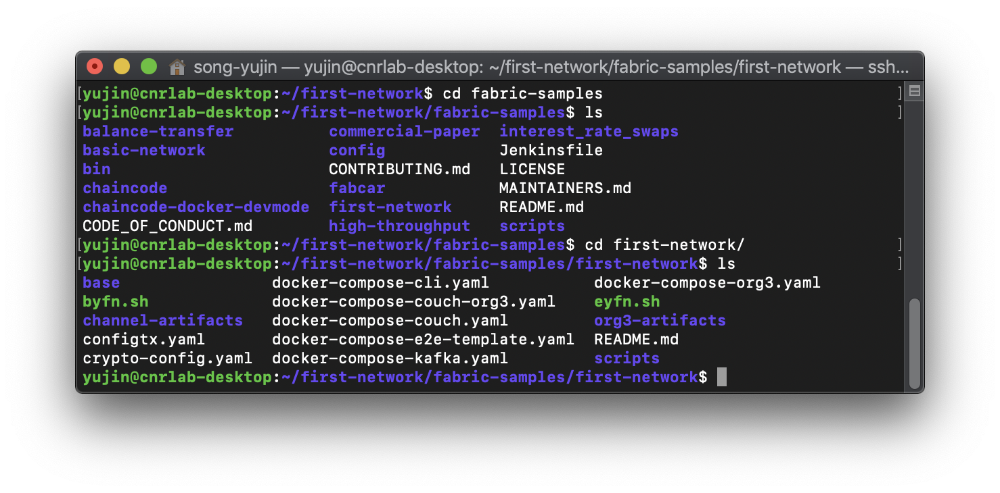 song-yujin — yujin@cnrlab-desktop: ~/first-network/fabric-samples/first-network — ssh...
[yujin@cnrlab-desktop:~/first-network$ cd fabric-samples ]
[yujin@cnrlab-desktop:~/first-network/fabric-samples$ ls ]
balance-transfer commercial-paper interest_rate_swaps
basic-network config Jenkinsfile
bin CONTRIBUTING.md LICENSE
chaincode fabcar MAINTAINERS.md
chaincode-docker-devmode first-network README.md
CODE_OF_CONDUCT.md high-throughput scripts
[yujin@cnrlab-desktop:~/first-network/fabric-samples$ cd first-network/ ]
[yujin@cnrlab-desktop:~/first-network/fabric-samples/first-network$ ls ]
base docker-compose-cli.yaml docker-compose-org3.yaml
byfn.sh docker-compose-couch-org3.yaml eyfn.sh
channel-artifacts docker-compose-couch.yaml org3-artifacts
configtx.yaml docker-compose-e2e-template.yaml README.md
crypto-config.yaml docker-compose-kafka.yaml scripts
yujin@cnrlab-desktop:~/first-network/fabric-samples/first-network$